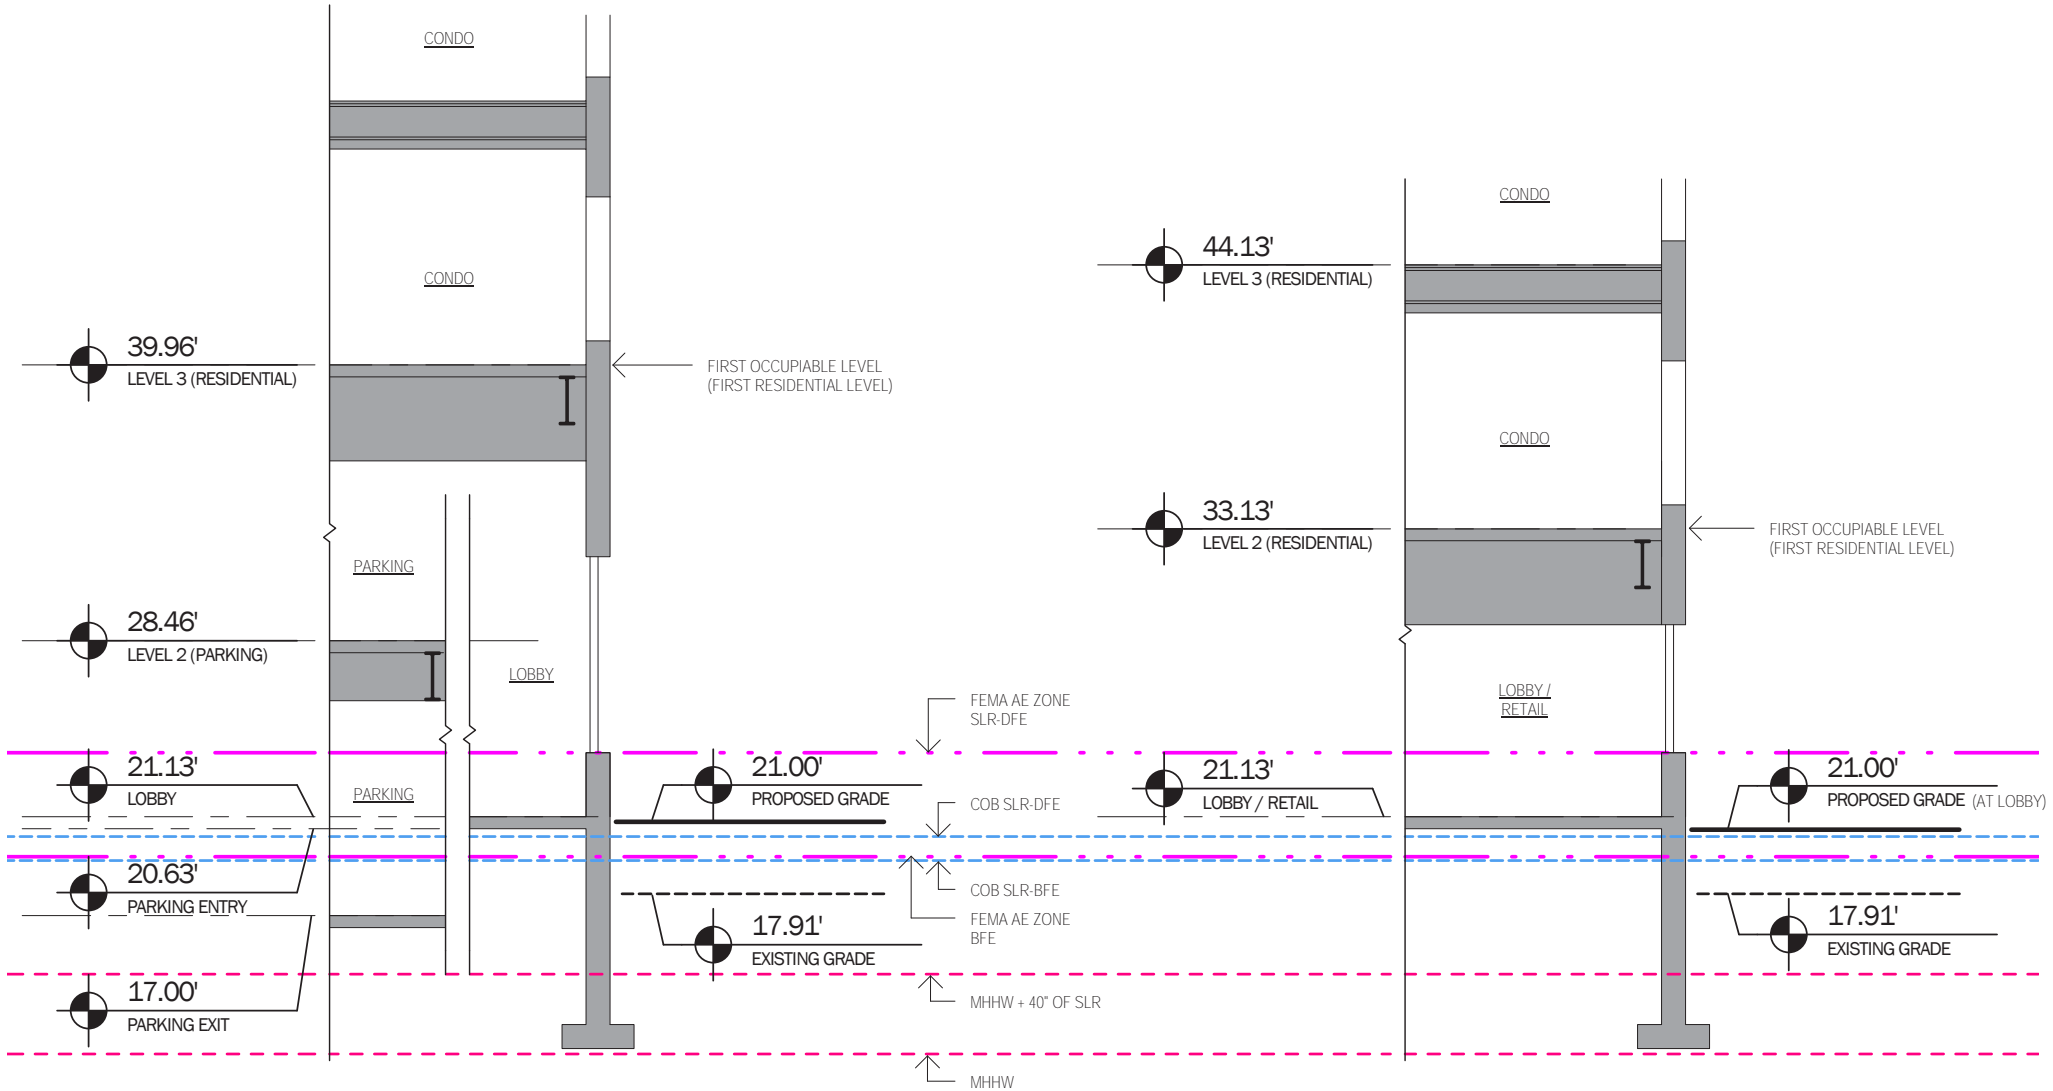 CONDO
CONDO
39.96'
LEVEL 3 (RESIDENTIAL)
FIRST OCCUPIABLE LEVEL
(FIRST RESIDENTIAL LEVEL)
PARKING
28.46'
LEVEL 2 (PARKING)
LOBBY
21.13'
LOBBY
PARKING
20.63'
PARKING ENTRY
17.00'
PARKING EXIT
21.00'
PROPOSED GRADE
17.91'
EXISTING GRADE
FEMA AE ZONE
SLR-DFE
COB SLR-DFE
COB SLR-BFE
FEMA AE ZONE
BFE
MHHW + 40" OF SLR
MHHW
CONDO
44.13'
LEVEL 3 (RESIDENTIAL)
CONDO
33.13'
LEVEL 2 (RESIDENTIAL)
FIRST OCCUPIABLE LEVEL
(FIRST RESIDENTIAL LEVEL)
LOBBY /
RETAIL
21.13'
LOBBY / RETAIL
21.00'
PROPOSED GRADE (AT LOBBY)
17.91'
EXISTING GRADE